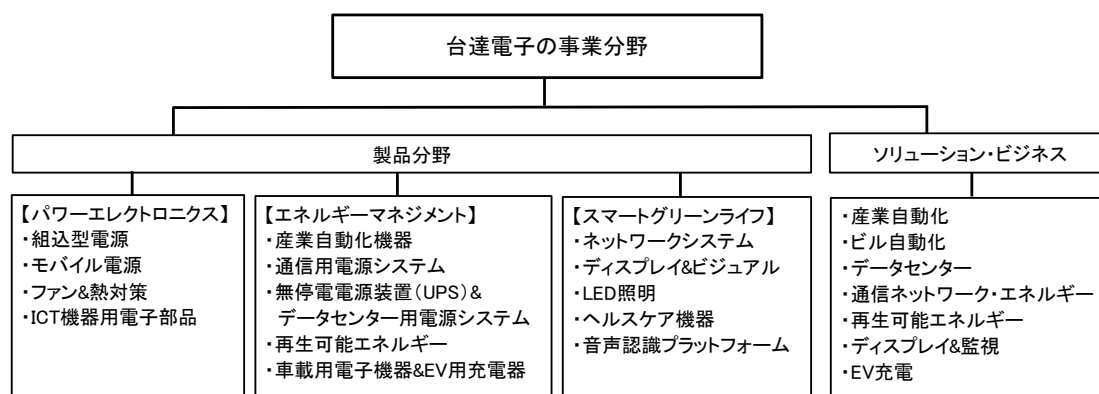 台達電子の事業分野
製品分野
ソリューション・ビジネス
【パワーエレクトロニクス】
・組込型電源
・モバイル電源
・ファン&熱対策
・ICT機器用電子部品
【エネルギーマネジメント】
・産業自動化機器
・通信用電源システム
・無停電電源装置(UPS)&
データセンター用電源システム
・再生可能エネルギー
・車載用電子機器&EV用充電器
【スマートグリーンライフ】
・ネットワークシステム
・ディスプレイ&ビジュアル
・LED照明
・ヘルスケア機器
・音声認識プラットフォーム
・産業自動化
・ビル自動化
・データセンター
・通信ネットワーク・エネルギー
・再生可能エネルギー
・ディスプレイ&監視
・EV充電